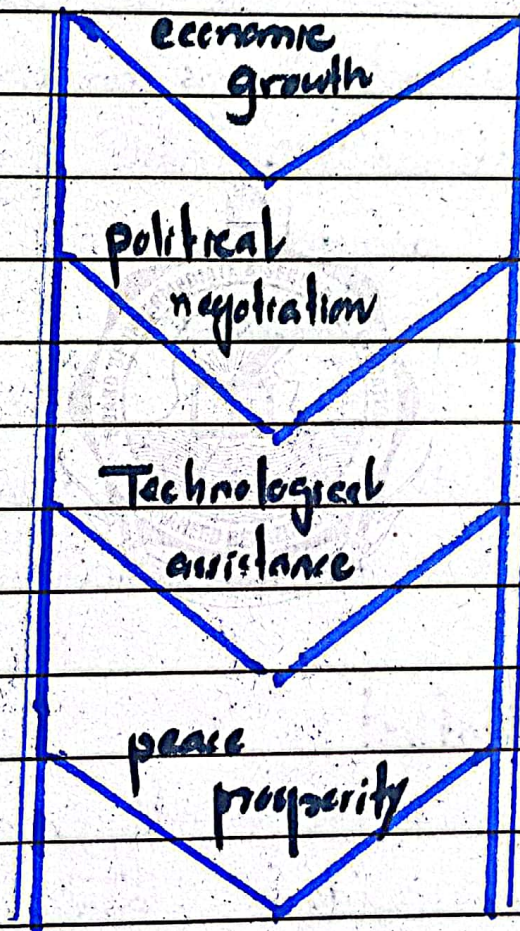 economic
growth
political
negotiation
Technological
assistance
peace
prosperity